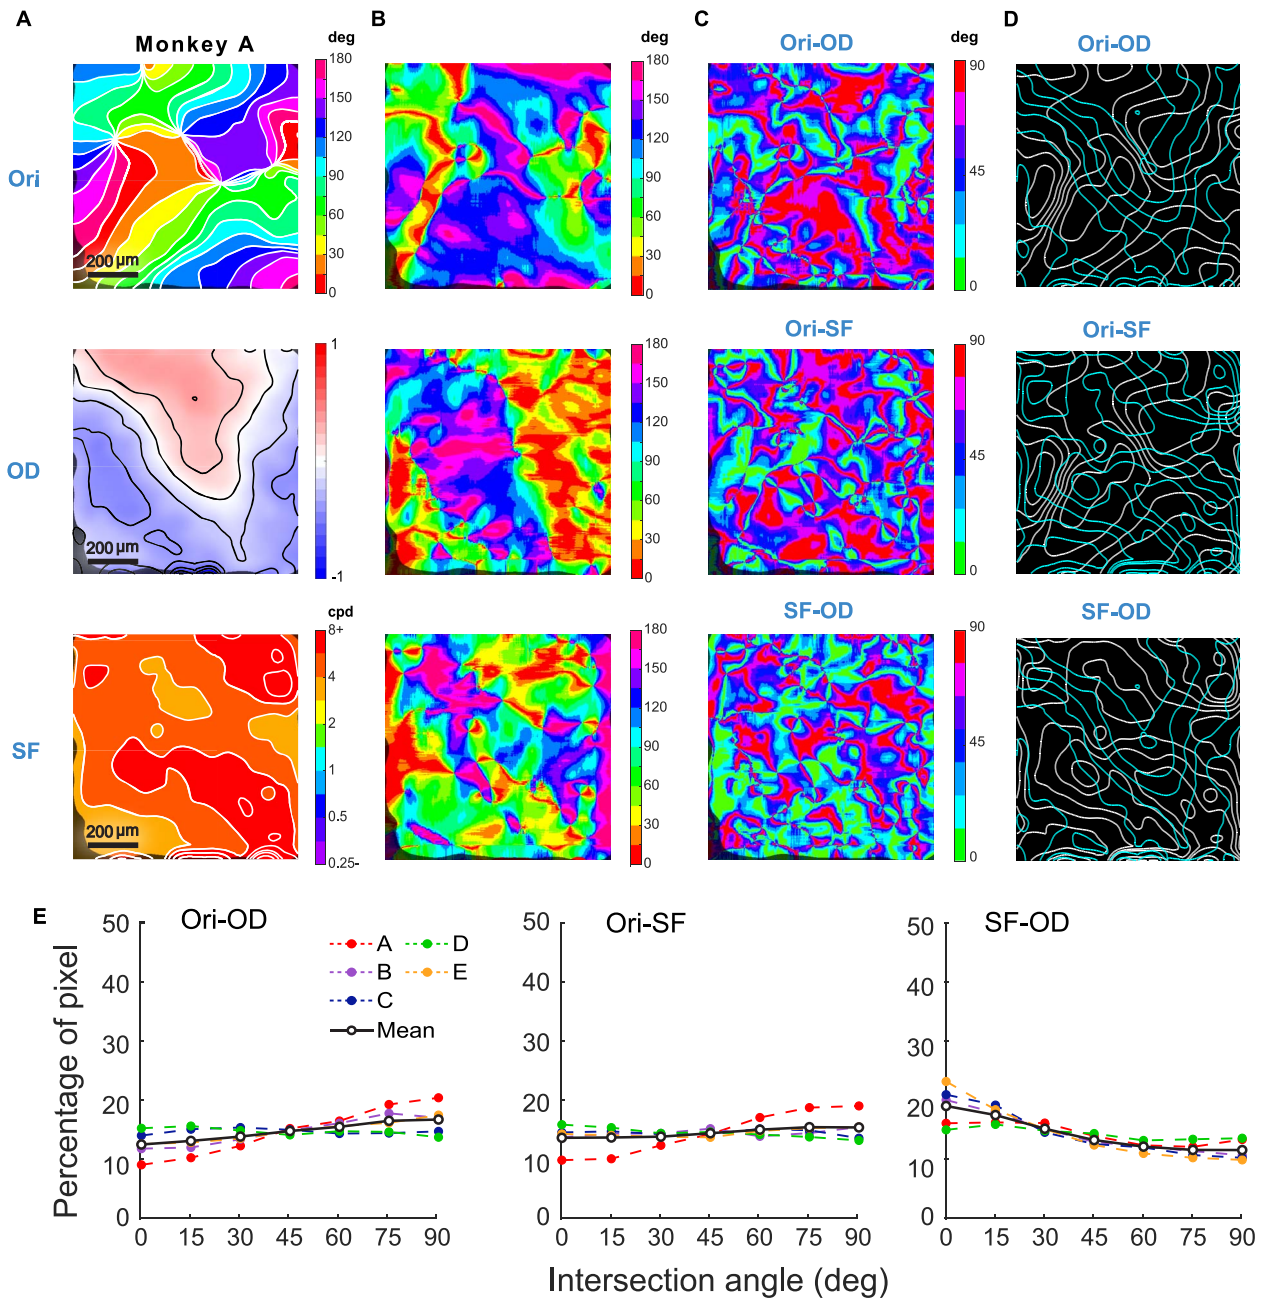 A
B
C
D
Monkey A
deg
deg
Ori-OD
deg
Ori-OD
Ori
180
150
120
90
60
30
0
200 µm
180
150
120
90
60
30
0
90
45
0
Ori-SF
Ori-SF
OD
1
-1
200 µm
180
150
120
90
60
30
0
90
45
0
SF-OD
SF-OD
SF
cpd
8+
4
2
1
0.5
0.25-
200 µm
180
150
120
90
60
30
0
90
45
0
E
Ori-OD
Ori-SF
SF-OD
Percentage of pixel
50
40
30
20
10
0
A
D
B
E
C
Mean
0 15 30 45 60 75 90
50
40
30
20
10
0
0 15 30 45 60 75 90
50
40
30
20
10
0
0 15 30 45 60 75 90
Intersection angle (deg)